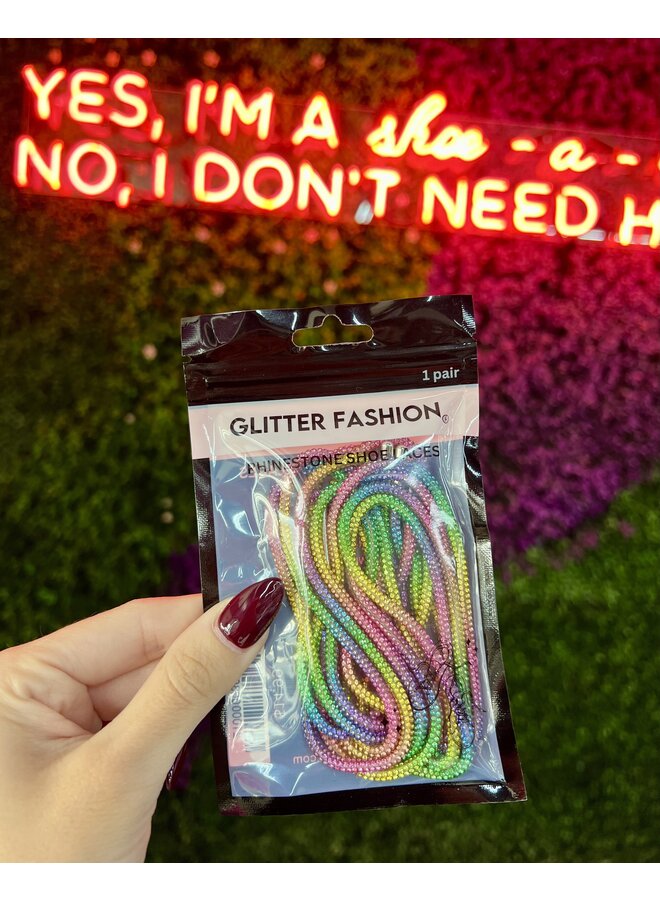 YES, I'M A shoe - a -
NO, I DON'T NEED H
1 pair
GLITTER FASHION®
RHINESTONE SHOE LACES